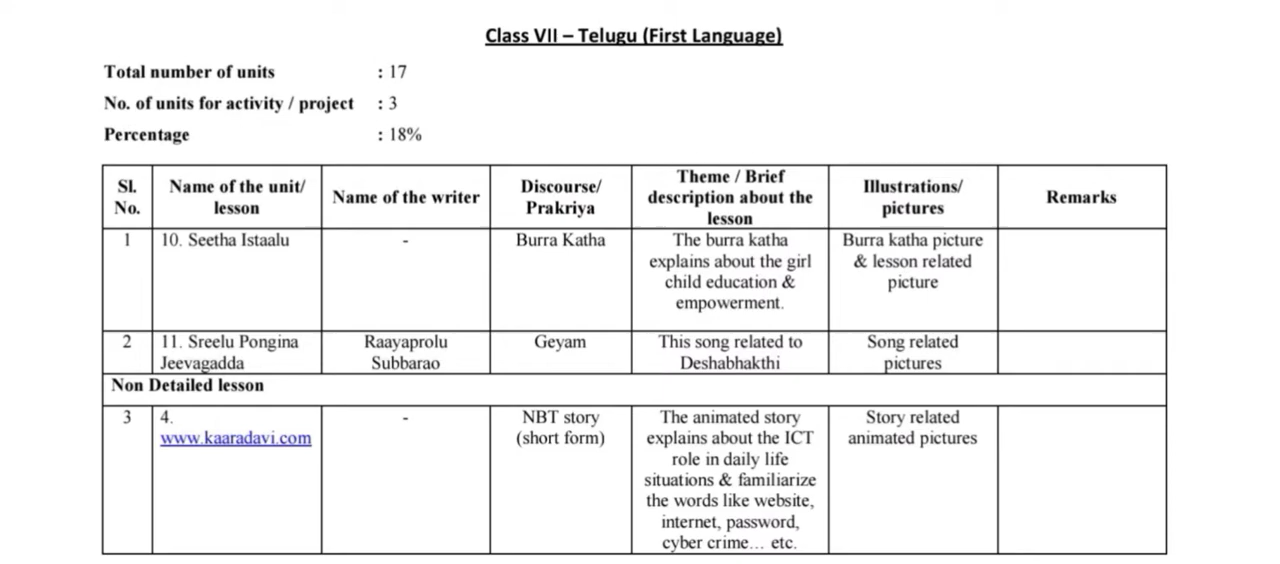 Class VII – Telugu (First Language)
Total number of units : 17
No. of units for activity / project : 3
Percentage : 18%
Sl. No. Name of the unit/ lesson Name of the writer Discourse/ Prakriya Theme / Brief description about the lesson Illustrations/ pictures Remarks
1 10. Seetha Istaalu - Burra Katha The burra katha explains about the girl child education & empowerment. Burra katha picture & lesson related picture
2 11. Sreelu Pongina Jeevagadda Raayaprolu Subbarao Geyam This song related to Deshabhakthi Song related pictures
Non Detailed lesson
3 4. www.kaaradavi.com - NBT story (short form) The animated story explains about the ICT role in daily life situations & familiarize the words like website, internet, password, cyber crime... etc. Story related animated pictures